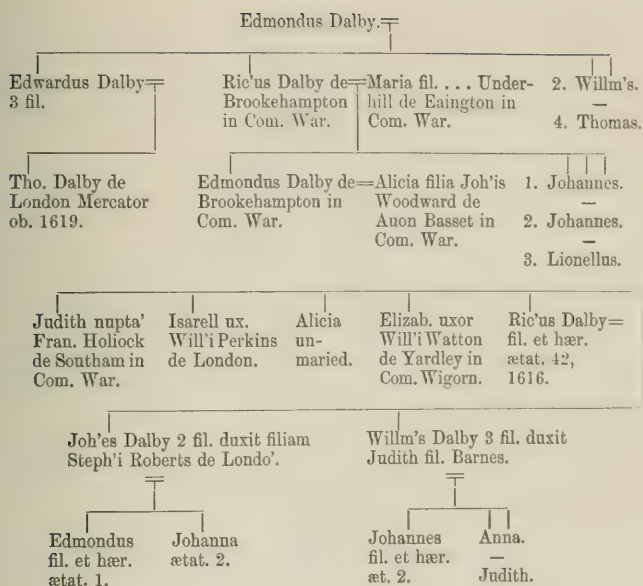 Edmondus Dalby.
Edwardus Dalby
3 fil.
Ric'us Dalby de
Brookehampton
in Com. War.
Maria fil. . . . Under-
hill de Eaington in
Com. War.
2. Willm's.
—
4. Thomas.
Tho. Dalby de
London Mercator
ob. 1619.
Edmondus Dalby de
Brookehampton in
Com. War.
Alicia filia Joh'is
Woodward de
Auon Basset in
Com. War.
1. Johannes.
—
2. Johannes.
—
3. Lionellus.
Judith nupta'
Fran. Holiock
de Southam in
Com. War.
Isarell ux.
Will'i Perkins
de London.
Alicia
un-
maried.
Elizab. uxor
Will'i Watton
de Yardley in
Com. Wigorn.
Ric'us Dalby
fil. et hær.
ætat. 42,
1616.
Joh'es Dalby 2 fil. duxit filiam
Steph'i Roberts de Londo'.
Willm's Dalby 3 fil. duxit
Judith fil. Barnes.
Edmondus
fil. et hær.
ætat. 1.
Johanna
ætat. 2.
Johannes
fil. et hær.
æt. 2.
Anna.
—
Judith.